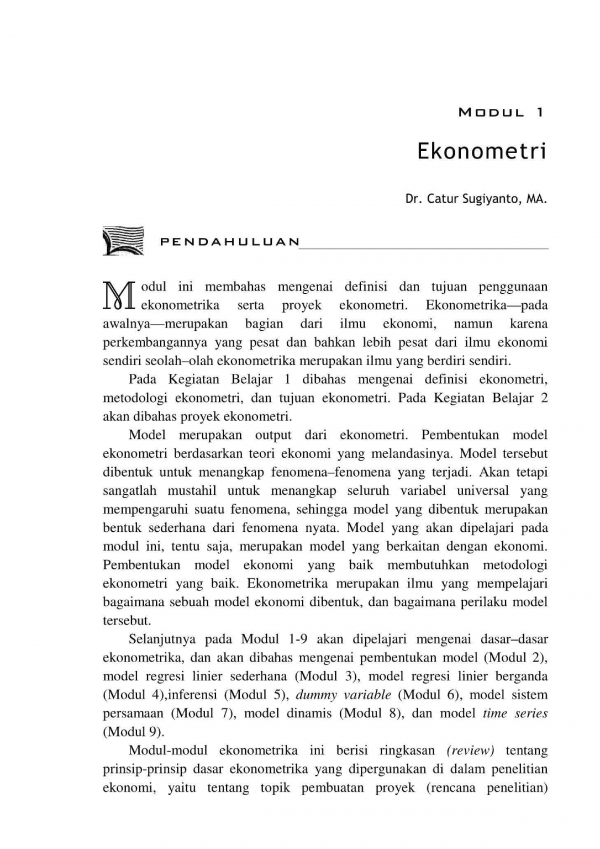 MODUL 1
Ekonometri
Dr. Catur Sugiyanto, MA.
PENDAHULUAN
Modul ini membahas mengenai definisi dan tujuan penggunaan
ekonometrika serta proyek ekonometri. Ekonometrika—pada
awalnya—merupakan bagian dari ilmu ekonomi, namun karena
perkembangannya yang pesat dan bahkan lebih pesat dari ilmu ekonomi
sendiri seolah–olah ekonometrika merupakan ilmu yang berdiri sendiri.
Pada Kegiatan Belajar 1 dibahas mengenai definisi ekonometri,
metodologi ekonometri, dan tujuan ekonometri. Pada Kegiatan Belajar 2
akan dibahas proyek ekonometri.
Model merupakan output dari ekonometri. Pembentukan model
ekonometri berdasarkan teori ekonomi yang melandasinya. Model tersebut
dibentuk untuk menangkap fenomena–fenomena yang terjadi. Akan tetapi
sangatlah mustahil untuk menangkap seluruh variabel universal yang
mempengaruhi suatu fenomena, sehingga model yang dibentuk merupakan
bentuk sederhana dari fenomena nyata. Model yang akan dipelajari pada
modul ini, tentu saja, merupakan model yang berkaitan dengan ekonomi.
Pembentukan model ekonomi yang baik membutuhkan metodologi
ekonometri yang baik. Ekonometrika merupakan ilmu yang mempelajari
bagaimana sebuah model ekonomi dibentuk, dan bagaimana perilaku model
tersebut.
Selanjutnya pada Modul 1-9 akan dipelajari mengenai dasar–dasar
ekonometrika, dan akan dibahas mengenai pembentukan model (Modul 2),
model regresi linier sederhana (Modul 3), model regresi linier berganda
(Modul 4),inferensi (Modul 5), dummy variable (Modul 6), model sistem
persamaan (Modul 7), model dinamis (Modul 8), dan model time series
(Modul 9).
Modul-modul ekonometrika ini berisi ringkasan (review) tentang
prinsip-prinsip dasar ekonometrika yang dipergunakan di dalam penelitian
ekonomi, yaitu tentang topik pembuatan proyek (rencana penelitian)